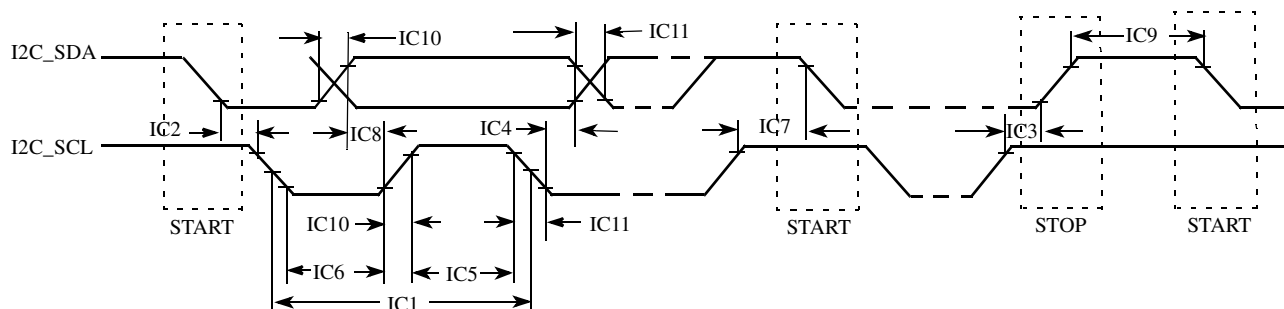 IC10 IC11 IC9
I2C_SDA
IC2 IC8 IC4 IC7 IC3
I2C_SCL
START IC10 IC11 START STOP START
IC6 IC5
IC1